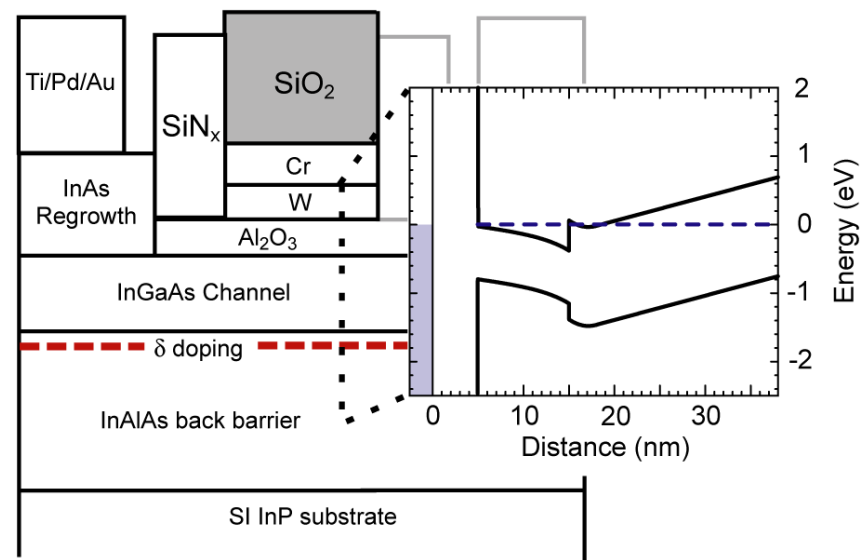 Ti/Pd/Au
SiNₓ
SiO₂
Cr
W
InAs
Regrowth
Al₂O₃
InGaAs Channel
δ doping
InAlAs back barrier
SI InP substrate
2
1
0
-1
-2
Energy (eV)
0
10
20
30
Distance (nm)